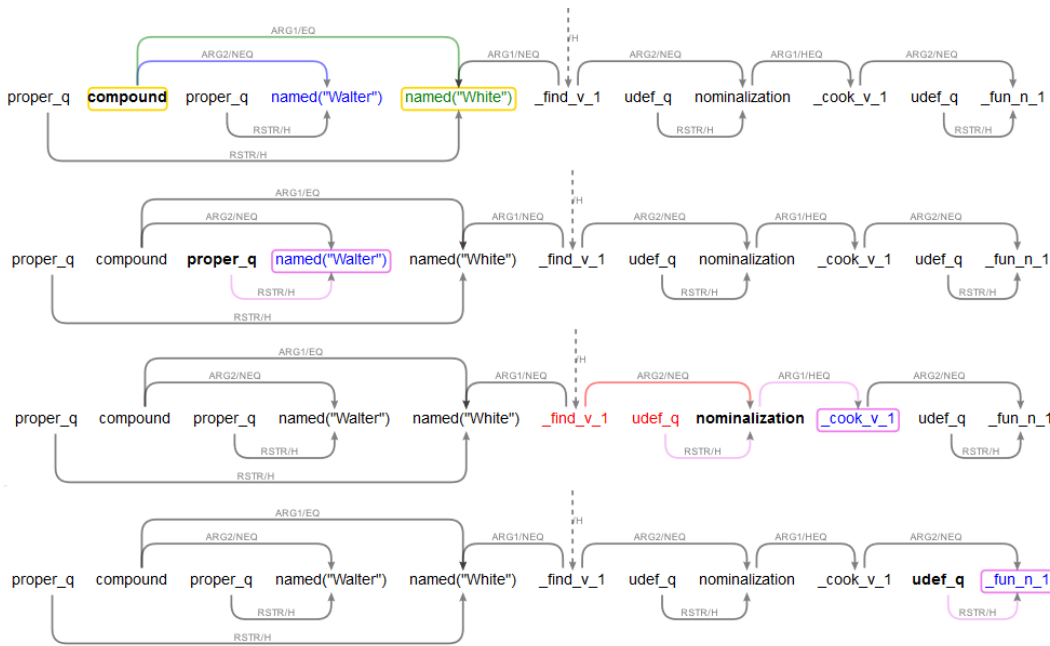 ARG1/EQ /H
ARG2/NEQ ARG1/NEQ ARG2/NEQ ARG1/HEQ ARG2/NEQ
proper_q compound proper_q named("Walter") named("White") _find_v_1 udef_q nominalization _cook_v_1 udef_q _fun_n_1
RSTR/H RSTR/H RSTR/H
RSTR/H
ARG1/EQ /H
ARG2/NEQ ARG1/NEQ ARG2/NEQ ARG1/HEQ ARG2/NEQ
proper_q compound proper_q named("Walter") named("White") _find_v_1 udef_q nominalization _cook_v_1 udef_q _fun_n_1
RSTR/H RSTR/H RSTR/H
RSTR/H
ARG1/EQ /H
ARG2/NEQ ARG1/NEQ ARG2/NEQ ARG1/HEQ ARG2/NEQ
proper_q compound proper_q named("Walter") named("White") _find_v_1 udef_q nominalization _cook_v_1 udef_q _fun_n_1
RSTR/H RSTR/H RSTR/H
RSTR/H
ARG1/EQ /H
ARG2/NEQ ARG1/NEQ ARG2/NEQ ARG1/HEQ ARG2/NEQ
proper_q compound proper_q named("Walter") named("White") _find_v_1 udef_q nominalization _cook_v_1 udef_q _fun_n_1
RSTR/H RSTR/H RSTR/H
RSTR/H